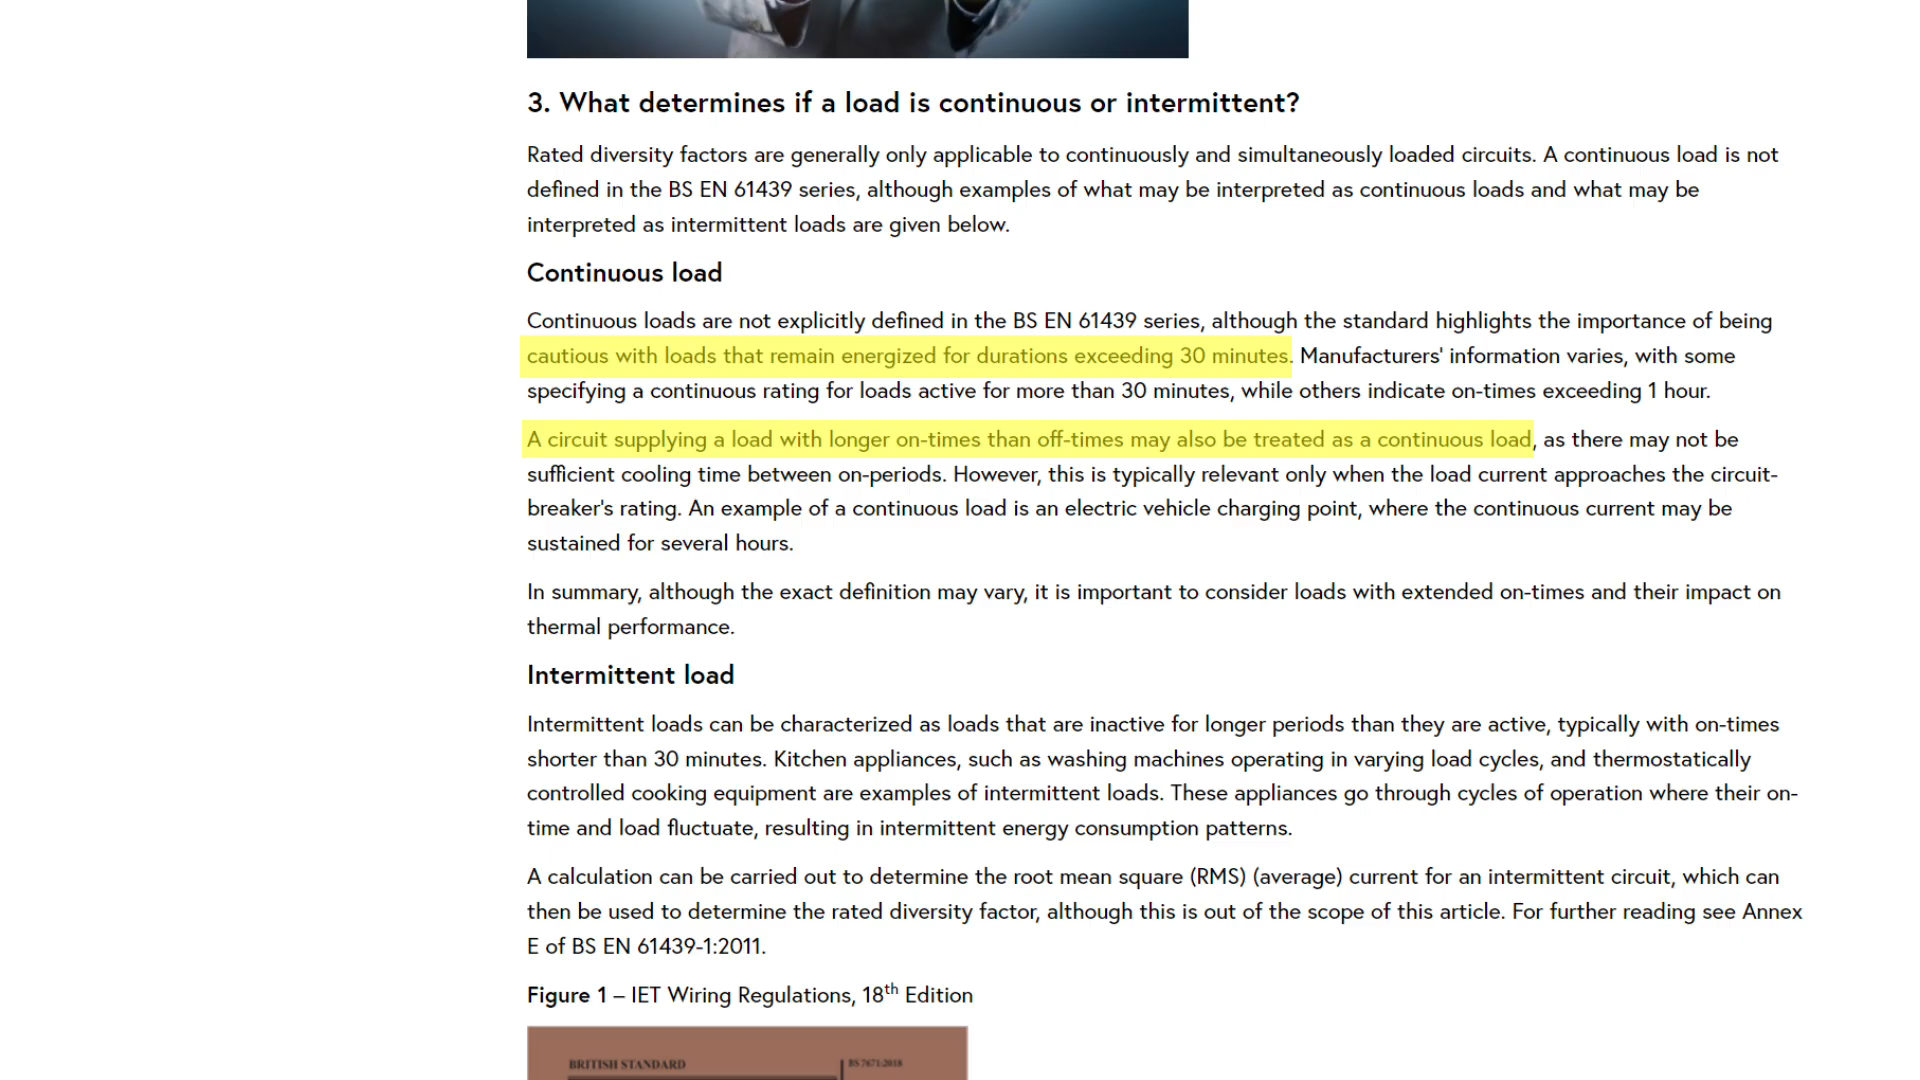 3. What determines if a load is continuous or intermittent?
Rated diversity factors are generally only applicable to continuously and simultaneously loaded circuits. A continuous load is not
defined in the BS EN 61439 series, although examples of what may be interpreted as continuous loads and what may be
interpreted as intermittent loads are given below.
Continuous load
Continuous loads are not explicitly defined in the BS EN 61439 series, although the standard highlights the importance of being
cautious with loads that remain energized for durations exceeding 30 minutes. Manufacturers' information varies, with some
specifying a continuous rating for loads active for more than 30 minutes, while others indicate on-times exceeding 1 hour.
A circuit supplying a load with longer on-times than off-times may also be treated as a continuous load, as there may not be
sufficient cooling time between on-periods. However, this is typically relevant only when the load current approaches the circuit-
breaker's rating. An example of a continuous load is an electric vehicle charging point, where the continuous current may be
sustained for several hours.
In summary, although the exact definition may vary, it is important to consider loads with extended on-times and their impact on
thermal performance.
Intermittent load
Intermittent loads can be characterized as loads that are inactive for longer periods than they are active, typically with on-times
shorter than 30 minutes. Kitchen appliances, such as washing machines operating in varying load cycles, and thermostatically
controlled cooking equipment are examples of intermittent loads. These appliances go through cycles of operation where their on-
time and load fluctuate, resulting in intermittent energy consumption patterns.
A calculation can be carried out to determine the root mean square (RMS) (average) current for an intermittent circuit, which can
then be used to determine the rated diversity factor, although this is out of the scope of this article. For further reading see Annex
E of BS EN 61439-1:2011.
Figure 1 – IET Wiring Regulations, 18th Edition
BRITISH STANDARD
BS 7671:2018